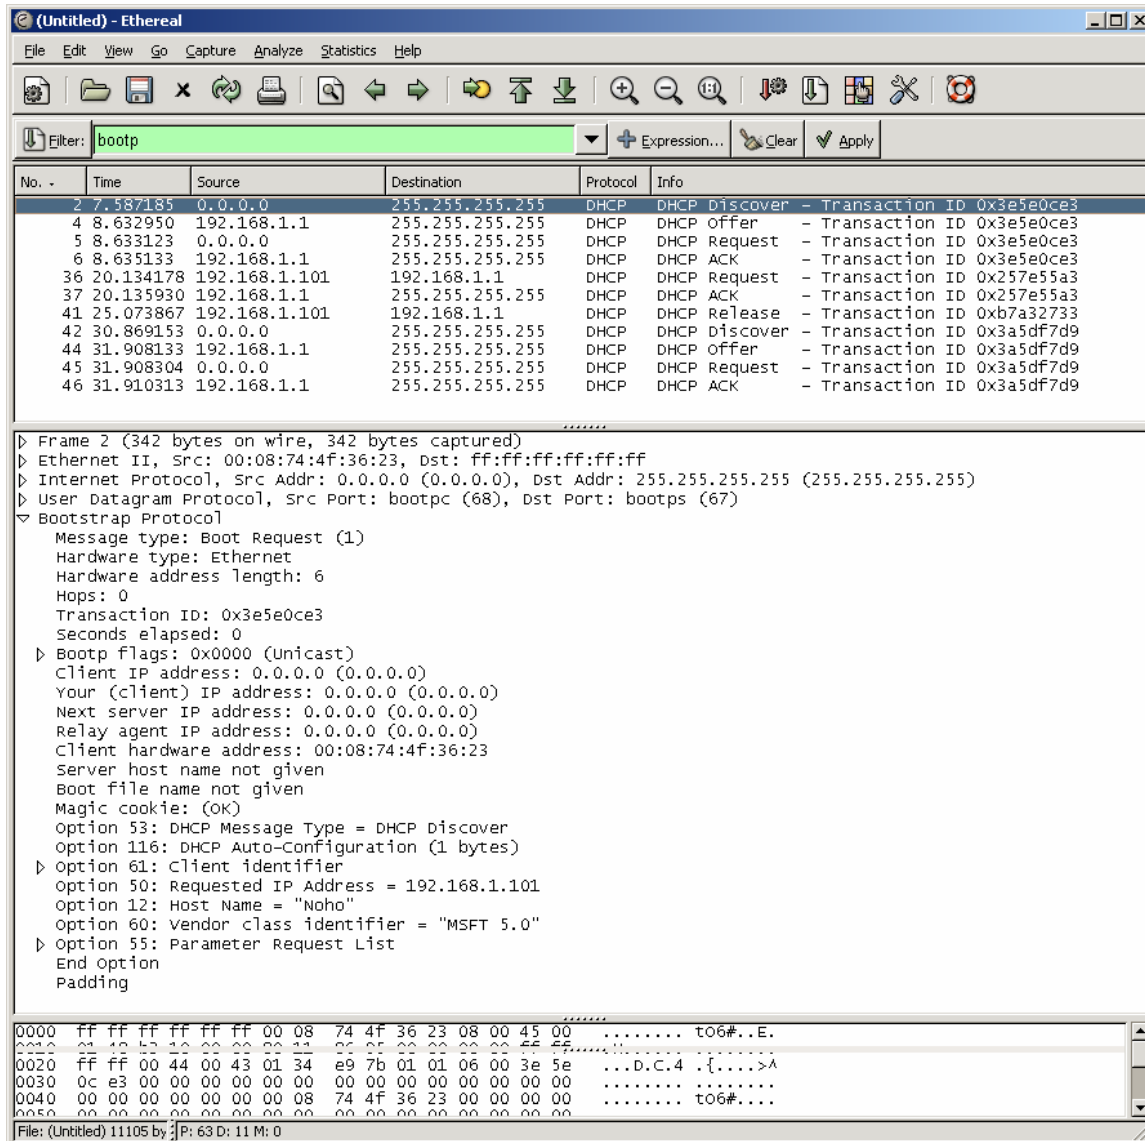 (Untitled) - Ethereal
File Edit View Go Capture Analyze Statistics Help
Filter: bootp Expression... Clear Apply
No. - Time Source Destination Protocol Info
2 7.587185 0.0.0.0 255.255.255.255 DHCP DHCP Discover - Transaction ID 0x3e5e0ce3
4 8.632950 192.168.1.1 255.255.255.255 DHCP DHCP Offer - Transaction ID 0x3e5e0ce3
5 8.633123 0.0.0.0 255.255.255.255 DHCP DHCP Request - Transaction ID 0x3e5e0ce3
6 8.635133 192.168.1.1 255.255.255.255 DHCP DHCP ACK - Transaction ID 0x3e5e0ce3
36 20.134178 192.168.1.101 192.168.1.1 DHCP DHCP Request - Transaction ID 0x257e55a3
37 20.135930 192.168.1.1 255.255.255.255 DHCP DHCP ACK - Transaction ID 0x257e55a3
41 25.073867 192.168.1.101 192.168.1.1 DHCP DHCP Release - Transaction ID 0xb7a32733
42 30.869153 0.0.0.0 255.255.255.255 DHCP DHCP Discover - Transaction ID 0x3a5df7d9
44 31.908133 192.168.1.1 255.255.255.255 DHCP DHCP Offer - Transaction ID 0x3a5df7d9
45 31.908304 0.0.0.0 255.255.255.255 DHCP DHCP Request - Transaction ID 0x3a5df7d9
46 31.910313 192.168.1.1 255.255.255.255 DHCP DHCP ACK - Transaction ID 0x3a5df7d9
Frame 2 (342 bytes on wire, 342 bytes captured)
Ethernet II, Src: 00:08:74:4f:36:23, Dst: ff:ff:ff:ff:ff:ff
Internet Protocol, Src Addr: 0.0.0.0 (0.0.0.0), Dst Addr: 255.255.255.255 (255.255.255.255)
User Datagram Protocol, Src Port: bootpc (68), Dst Port: bootps (67)
Bootstrap Protocol
Message type: Boot Request (1)
Hardware type: Ethernet
Hardware address length: 6
Hops: 0
Transaction ID: 0x3e5e0ce3
Seconds elapsed: 0
Bootp flags: 0x0000 (Unicast)
Client IP address: 0.0.0.0 (0.0.0.0)
Your (client) IP address: 0.0.0.0 (0.0.0.0)
Next server IP address: 0.0.0.0 (0.0.0.0)
Relay agent IP address: 0.0.0.0 (0.0.0.0)
Client hardware address: 00:08:74:4f:36:23
Server host name not given
Boot file name not given
Magic cookie: (OK)
Option 53: DHCP Message Type = DHCP Discover
Option 116: DHCP Auto-Configuration (1 bytes)
Option 61: Client identifier
Option 50: Requested IP Address = 192.168.1.101
Option 12: Host Name = "Noho"
Option 60: Vendor class identifier = "MSFT 5.0"
Option 55: Parameter Request List
End Option
Padding
0000 ff ff ff ff ff ff 00 08 74 4f 36 23 08 00 45 00 ........ tO6#..E.
0020 ff ff 00 44 00 43 01 34 e9 7b 01 01 06 00 3e 5e ...D.C.4 .{....>^
0030 0c e3 00 00 00 00 00 00 00 00 00 00 00 00 00 00 ........ ........
0040 00 00 00 00 00 00 00 08 74 4f 36 23 00 00 00 00 ........ tO6#....
File: (Untitled) 11105 by P: 63 D: 11 M: 0